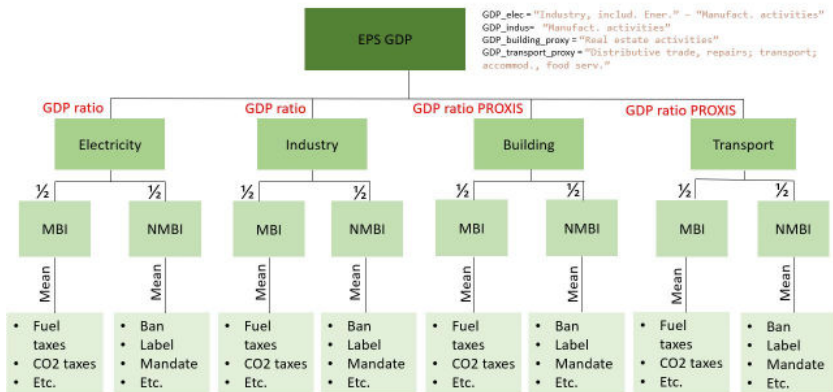 EPS GDP
GDP_elec = "Industry, includ. Ener." – "Manufact. activities"
GDP_indus= "Manufact. activities"
GDP_building_proxy = "Real estate activities"
GDP_transport_proxy = "Distributive trade, repairs; transport;
accommod., food serv."
GDP ratio GDP ratio GDP ratio PROXIS GDP ratio PROXIS
Electricity Industry Building Transport
½ ½ ½ ½ ½ ½ ½ ½
MBI NMBI MBI NMBI MBI NMBI MBI NMBI
Mean Mean Mean Mean Mean Mean Mean Mean
• Fuel • Ban • Fuel • Ban • Fuel • Ban • Fuel • Ban
taxes • Label taxes • Label taxes • Label taxes • Label
• CO2 taxes • Mandate • CO2 taxes • Mandate • CO2 taxes • Mandate • CO2 taxes • Mandate
• Etc. • Etc. • Etc. • Etc. • Etc. • Etc. • Etc. • Etc.